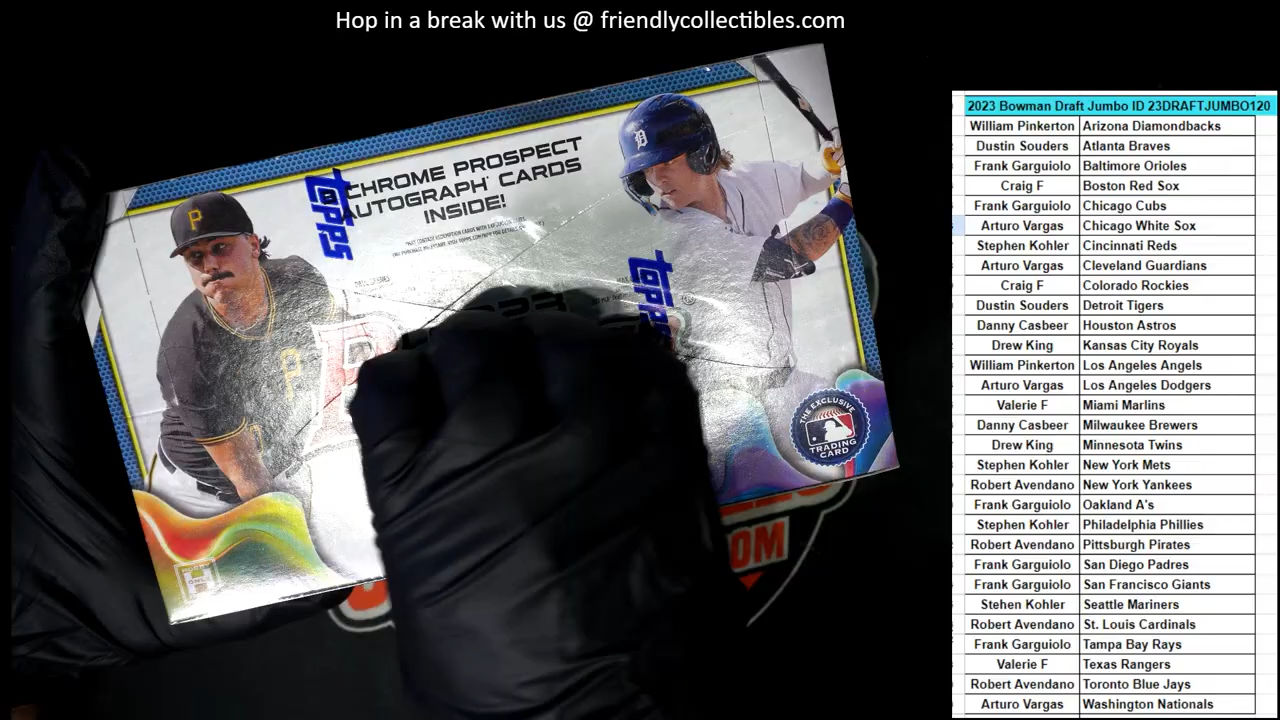 Hop in a break with us @ friendlycollectibles.com
CHROME PROSPECT
AUTOGRAPH CARDS
INSIDE!
topps
topps
P
P
D
THE EXCLUSIVE
TRADING
CARD
OM
2023 Bowman Draft Jumbo ID 23DRAFTJUMBO120
William Pinkerton Arizona Diamondbacks
Dustin Souders Atlanta Braves
Frank Garguiolo Baltimore Orioles
Craig F Boston Red Sox
Frank Garguiolo Chicago Cubs
Arturo Vargas Chicago White Sox
Stephen Kohler Cincinnati Reds
Arturo Vargas Cleveland Guardians
Craig F Colorado Rockies
Dustin Souders Detroit Tigers
Danny Casbeer Houston Astros
Drew King Kansas City Royals
William Pinkerton Los Angeles Angels
Arturo Vargas Los Angeles Dodgers
Valerie F Miami Marlins
Danny Casbeer Milwaukee Brewers
Drew King Minnesota Twins
Stephen Kohler New York Mets
Robert Avendano New York Yankees
Frank Garguiolo Oakland A's
Stephen Kohler Philadelphia Phillies
Robert Avendano Pittsburgh Pirates
Frank Garguiolo San Diego Padres
Frank Garguiolo San Francisco Giants
Stehen Kohler Seattle Mariners
Robert Avendano St. Louis Cardinals
Frank Garguiolo Tampa Bay Rays
Valerie F Texas Rangers
Robert Avendano Toronto Blue Jays
Arturo Vargas Washington Nationals